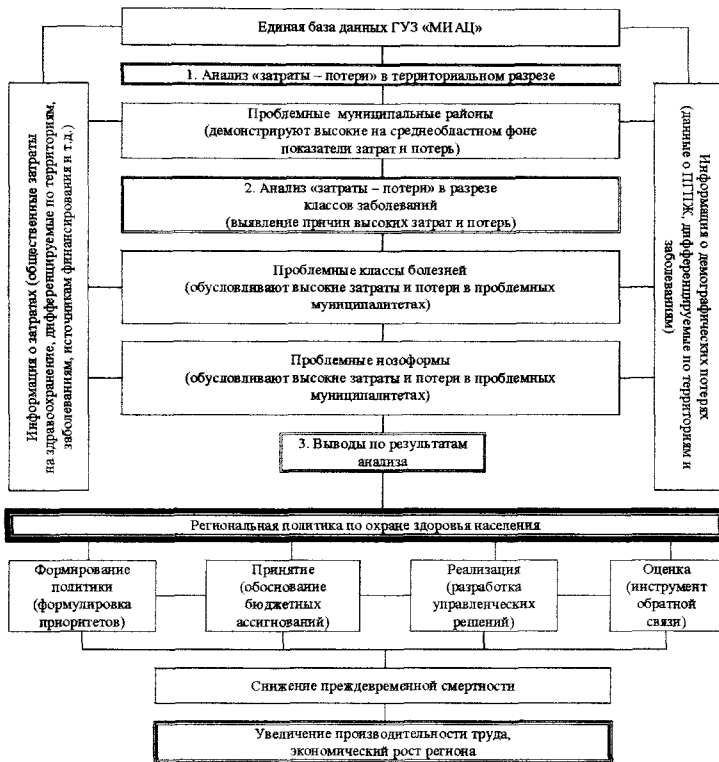 Единая база данных ГУЗ «МИАЦ»
1. Анализ «затраты – потери» в территориальном разрезе
Информация о затратах (общественные затраты
на здравоохранение, дифференцируемые по территориям,
заболеваниям, источникам финансирования и т.д.)
Проблемные муниципальные районы
(демонстрируют высокие на среднеобластном фоне
показатели затрат и потерь)
2. Анализ «затраты – потери» в разрезе
классов заболеваний
(выявление причин высоких затрат и потерь)
Проблемные классы болезней
(обусловливают высокие затраты и потери в проблемных
муниципалитетах)
Проблемные нозоформы
(обусловливают высокие затраты и потери в проблемных
муниципалитетах)
Информация о демографических потерях
(данные о ПГПЖ, дифференцируемые по территориям и
заболеваниям)
3. Выводы по результатам
анализа
Региональная политика по охране здоровья населения
Формирование
политики
(формулировка
приоритетов)
Принятие
(обоснование
бюджетных
ассигнований)
Реализация
(разработка
управленческих
решений)
Оценка
(инструмент
обратной
связи)
Снижение преждевременной смертности
Увеличение производительности труда,
экономический рост региона